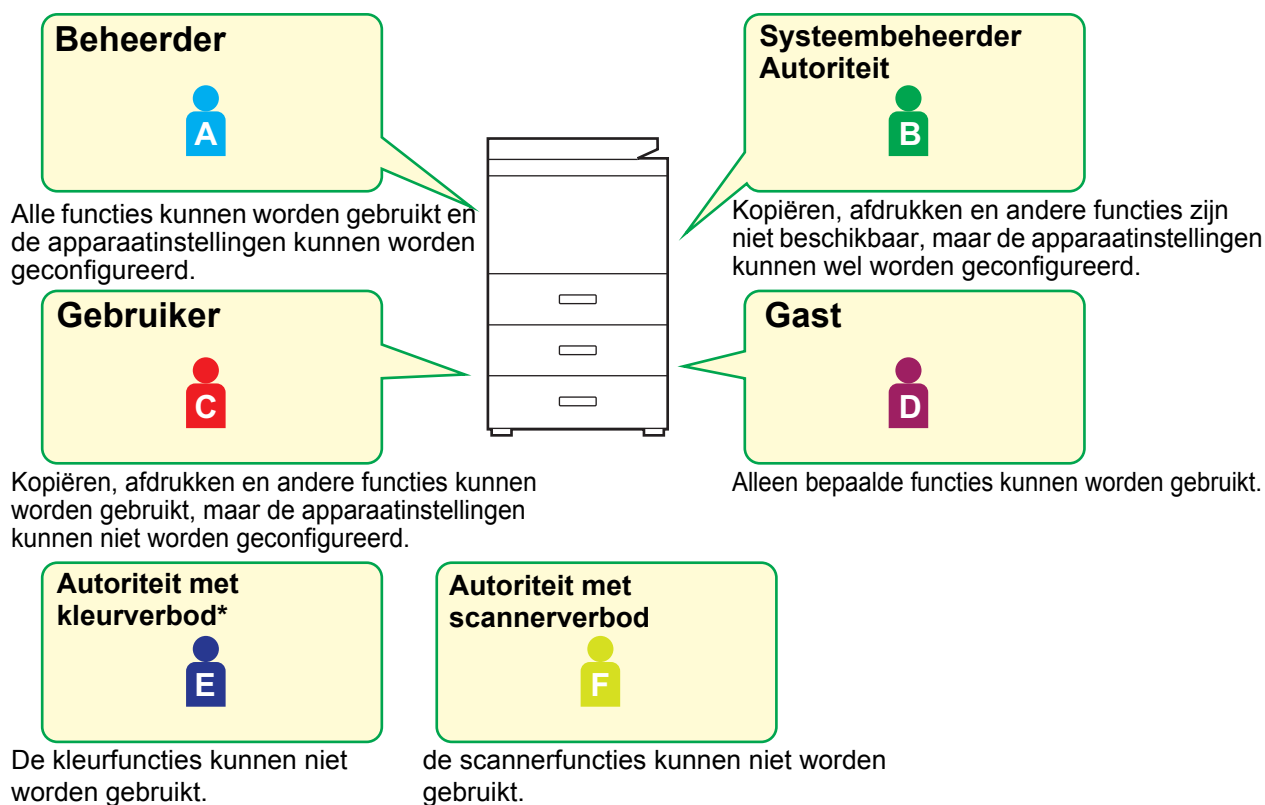 Beheerder
A
Alle functies kunnen worden gebruikt en
de apparaatinstellingen kunnen worden
geconfigureerd.
Systeembeheerder
Autoriteit
B
Kopiëren, afdrukken en andere functies zijn
niet beschikbaar, maar de apparaatinstellingen
kunnen wel worden geconfigureerd.
Gebruiker
C
Kopiëren, afdrukken en andere functies kunnen
worden gebruikt, maar de apparaatinstellingen
kunnen niet worden geconfigureerd.
Gast
D
Alleen bepaalde functies kunnen worden gebruikt.
Autoriteit met
kleurverbod*
E
De kleurfuncties kunnen niet
worden gebruikt.
Autoriteit met
scannerverbod
F
de scannerfuncties kunnen niet worden
gebruikt.